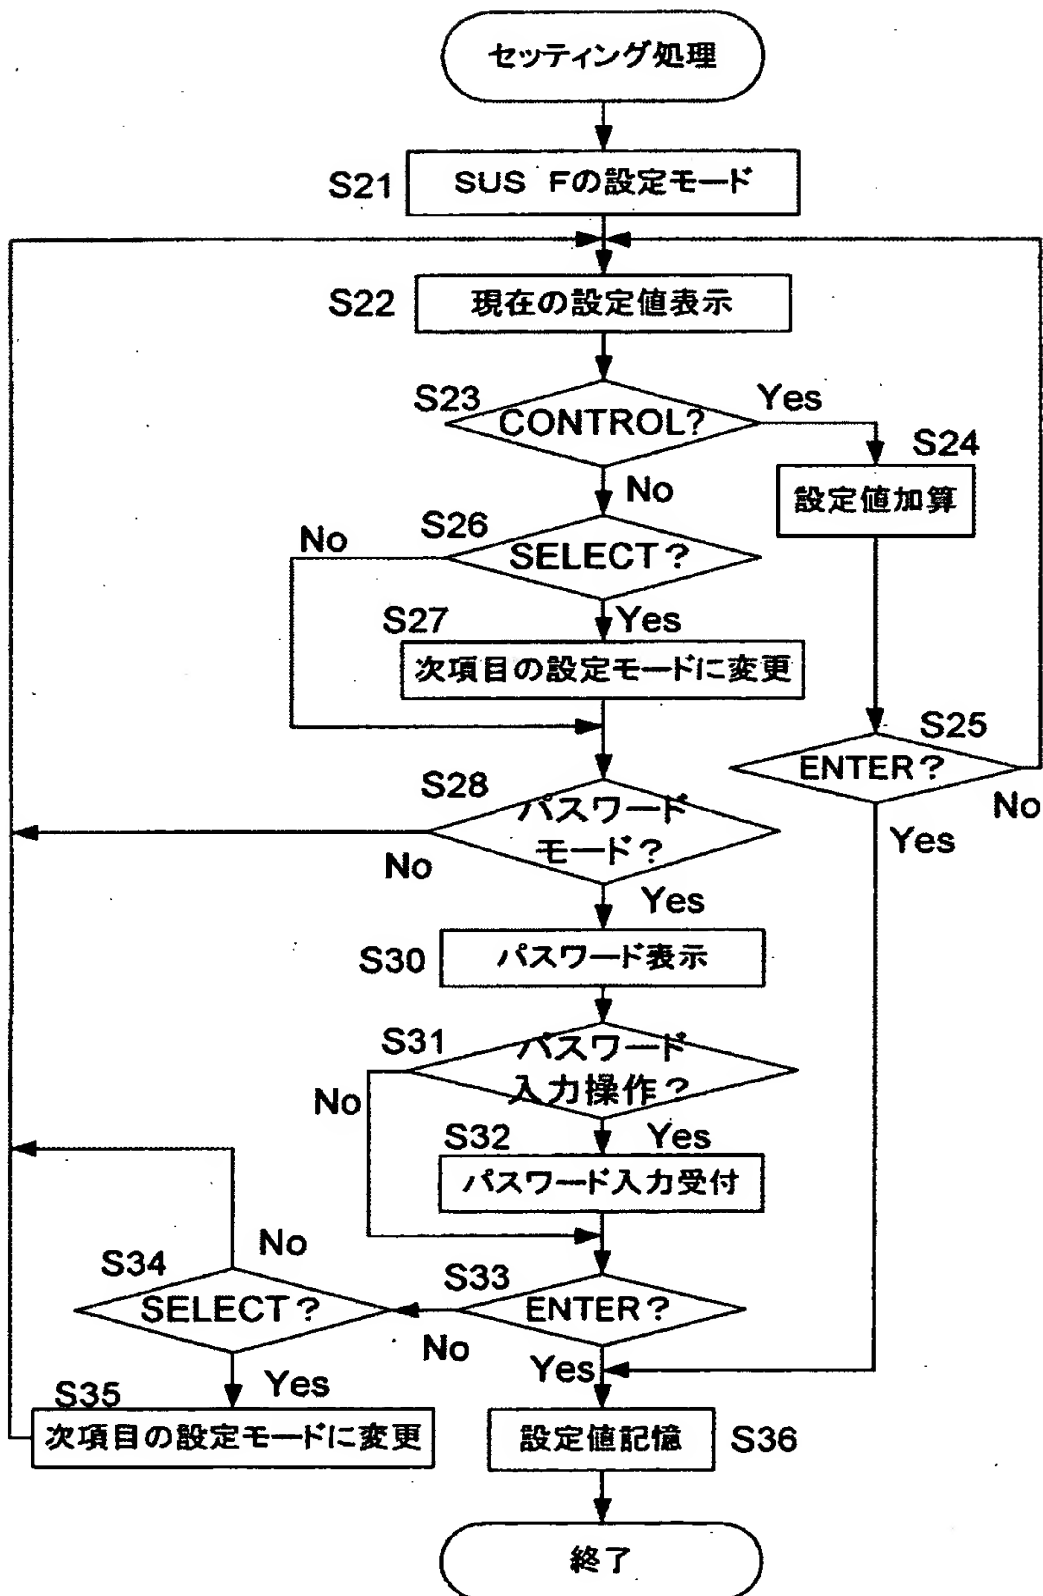 セッティング処理
S21
SUS Fの設定モード
S22
現在の設定値表示
S23
CONTROL?
Yes
S24
設定値加算
No
S26
No
SELECT?
S27
Yes
次項目の設定モードに変更
S25
ENTER?
No
Yes
S28
パスワード
モード?
No
Yes
S30
パスワード表示
S31
パスワード
入力操作?
No
S32
Yes
パスワード入力受付
No
S34
SELECT?
S33
ENTER?
No
Yes
Yes
S35
次項目の設定モードに変更
設定値記憶
S36
終了